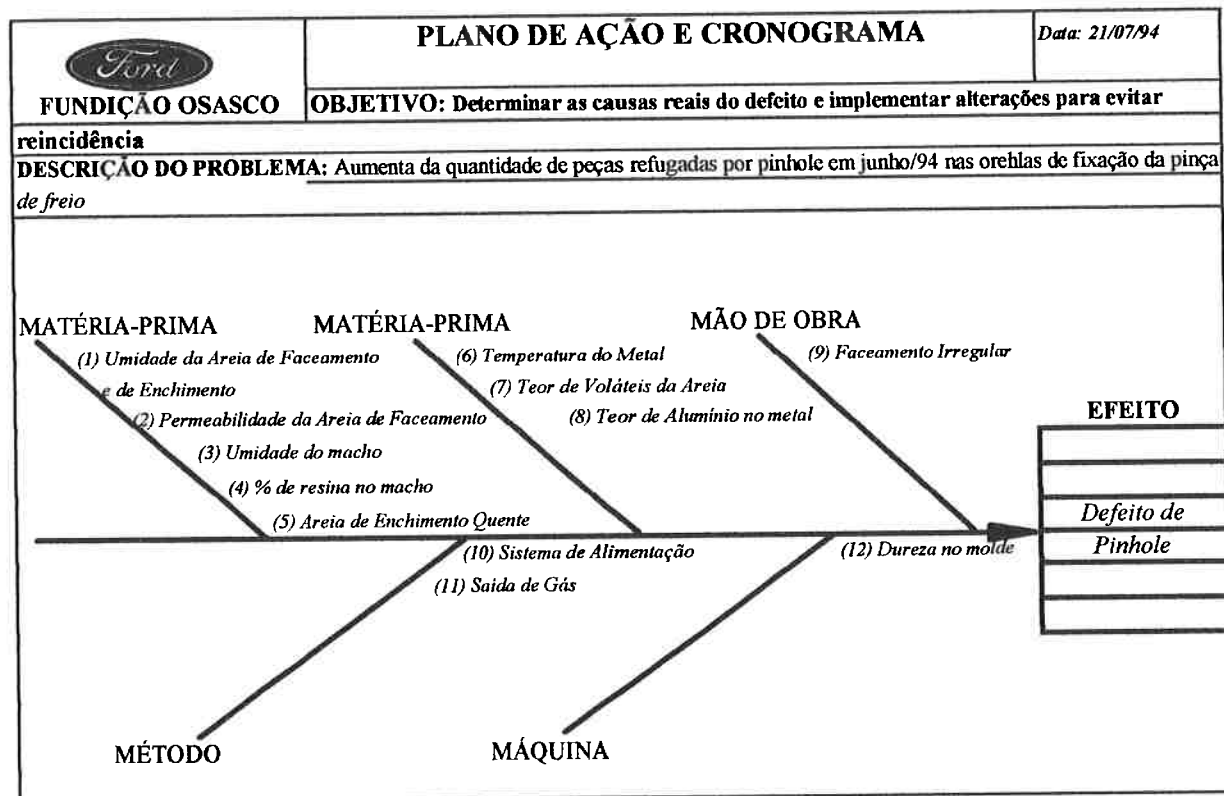 Ford
FUNDIÇÃO OSASCO
PLANO DE AÇÃO E CRONOGRAMA
Data: 21/07/94
OBJETIVO: Determinar as causas reais do defeito e implementar alterações para evitar
reincidência
DESCRIÇÃO DO PROBLEMA: Aumenta da quantidade de peças refugadas por pinhole em junho/94 nas orehlas de fixação da pinça
de freio
MATÉRIA-PRIMA
(1) Umidade da Areia de Faceamento
e de Enchimento
(2) Permeabilidade da Areia de Faceamento
(3) Umidade do macho
(4) % de resina no macho
(5) Areia de Enchimento Quente
MATÉRIA-PRIMA
(6) Temperatura do Metal
(7) Teor de Voláteis da Areia
(8) Teor de Alumínio no metal
MÃO DE OBRA
(9) Faceamento Irregular
EFEITO
Defeito de
Pinhole
(10) Sistema de Alimentação
(11) Saída de Gás
MÉTODO
(12) Dureza no molde
MÁQUINA